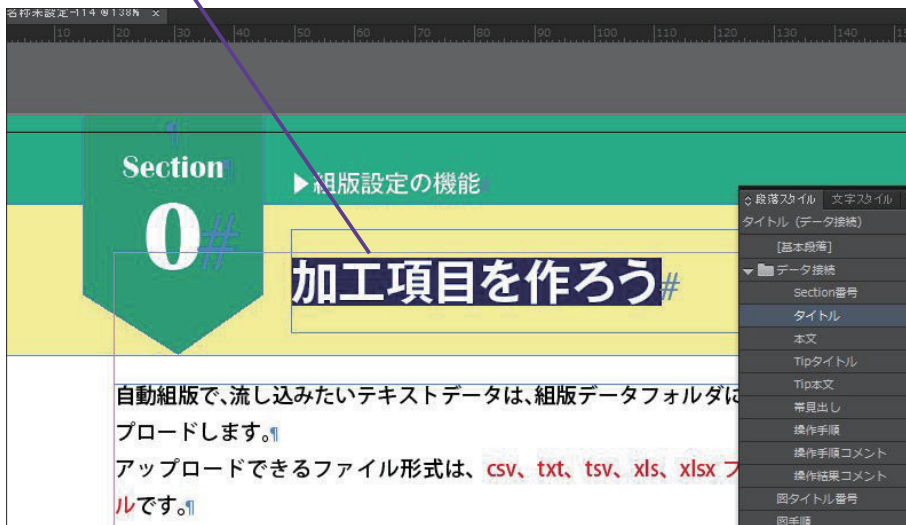 名称未設定-114 @138% ×
10 20 30 40 50 60 70 80 90 100 110 120 130 140
Section
0#
▶組版設定の機能
加工項目を作ろう#
自動組版で、流し込みたいテキストデータは、組版データフォルダに
プロードします。¶
アップロードできるファイル形式は、csv、txt、tsv、xls、xlsx フ
ルです。¶
段落スタイル 文字スタイル
タイトル (データ接続)
[基本段落]
データ接続
Section番号
タイトル
本文
Tipタイトル
Tip本文
帯見出し
操作手順
操作手順コメント
操作結果コメント
図タイトル番号
図手順